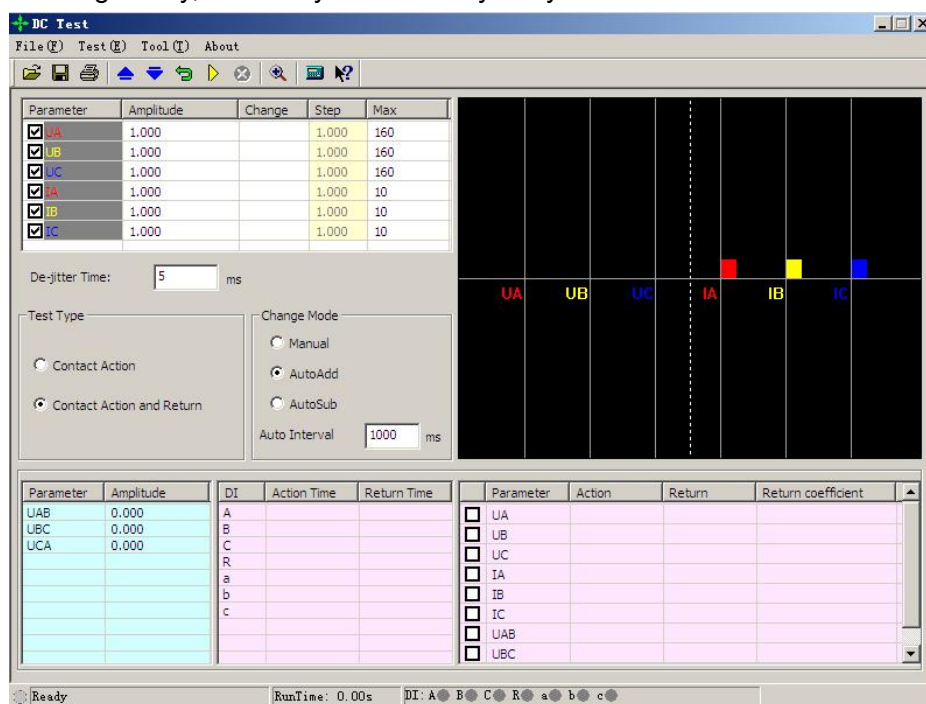 DC Test
File(F) Test(E) Tool(T) About
Parameter Amplitude Change Step Max
UA 1.000 1.000 160
UB 1.000 1.000 160
UC 1.000 1.000 160
IA 1.000 1.000 10
IB 1.000 1.000 10
IC 1.000 1.000 10
De-jitter Time: 5 ms
UA UB UC IA IB IC
Test Type
Contact Action
Contact Action and Return
Change Mode
Manual
AutoAdd
AutoSub
Auto Interval 1000 ms
Parameter Amplitude
UAB 0.000
UBC 0.000
UCA 0.000
DI Action Time Return Time
A
B
C
R
a
b
c
Parameter Action Return Return coefficient
UA
UB
UC
IA
IB
IC
UAB
UBC
Ready RunTime: 0.00s DI: A B C R a b c